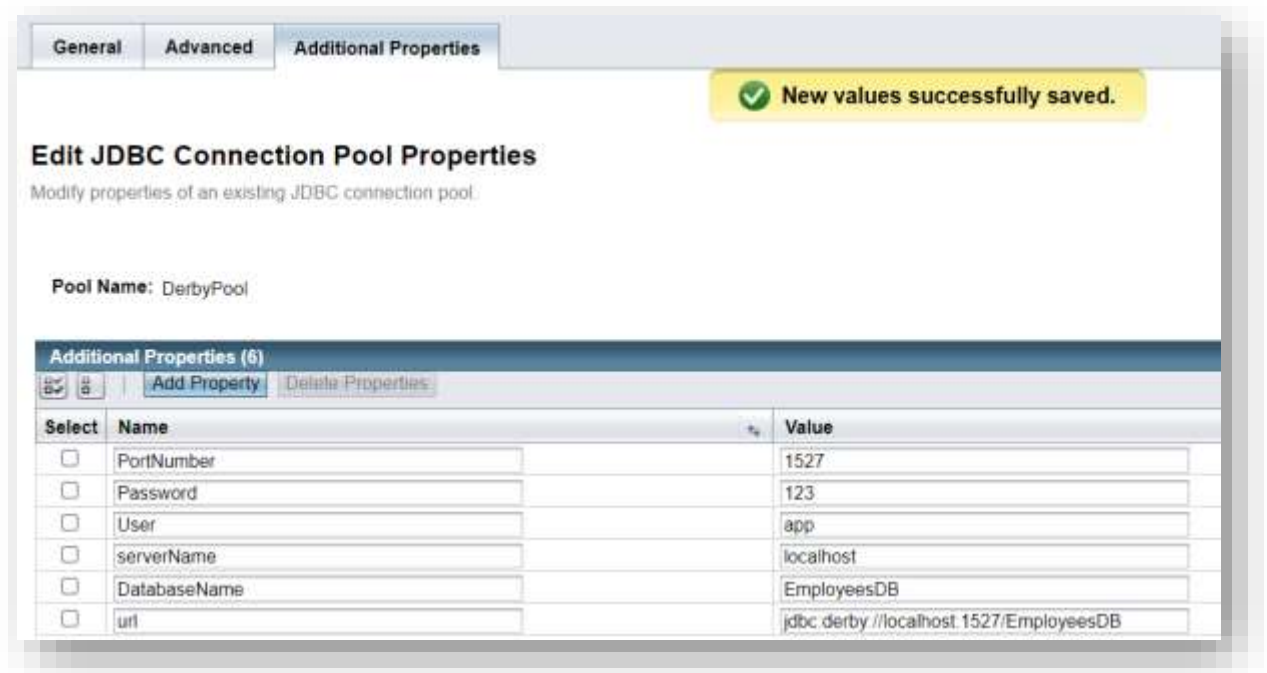 General Advanced Additional Properties
New values successfully saved.
Edit JDBC Connection Pool Properties
Modify properties of an existing JDBC connection pool.
Pool Name: DerbyPool
Additional Properties (6)
Add Property Delete Properties
Select Name Value
PortNumber 1527
Password 123
User app
serverName localhost
DatabaseName EmployeesDB
url jdbc:derby://localhost:1527/EmployeesDB